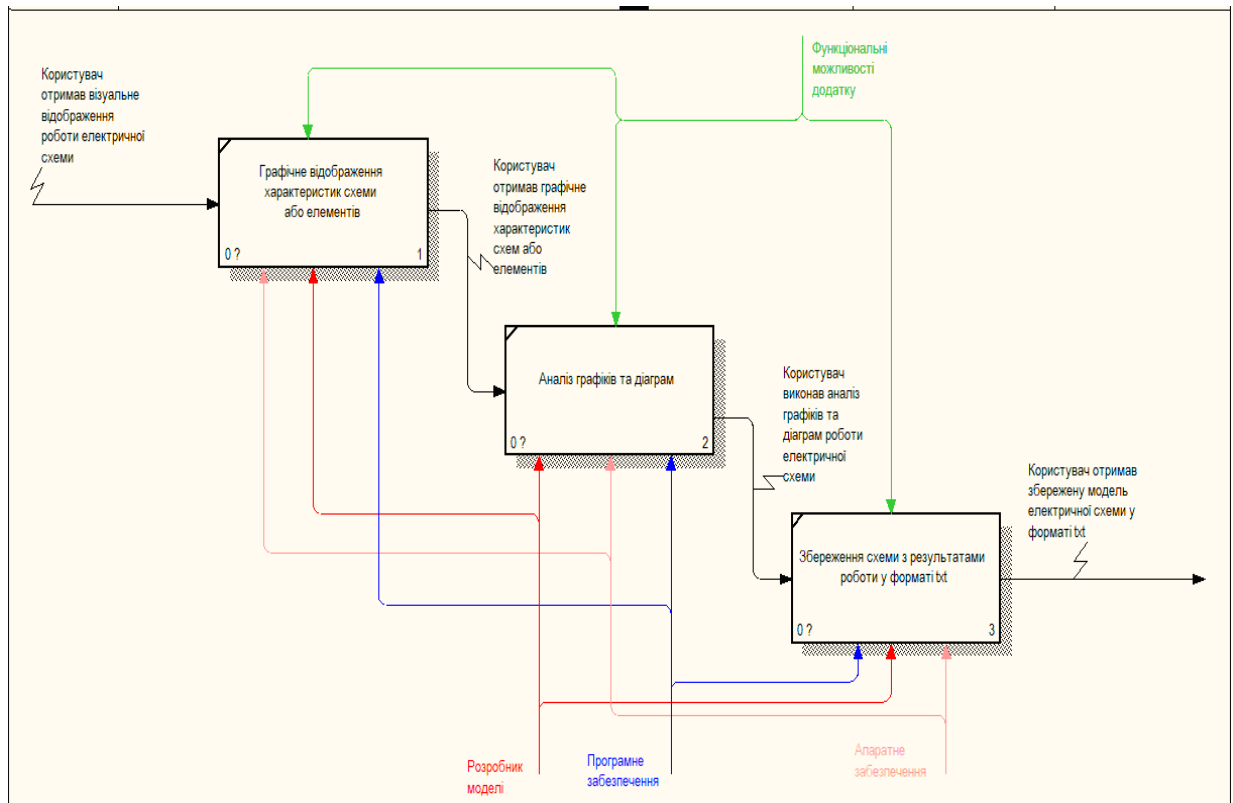 Користувач
отримав візуальне
відображення
роботи електричної
схеми
Функціональні
можливості
додатку
Графічне відображення
характеристик схеми
або елементів
0 ?
1
Користувач
отримав графічне
відображення
характеристик
схем або
елементів
Аналіз графіків та діаграм
0 ?
2
Користувач
виконав аналіз
графіків та
діаграм роботи
електричної
схеми
Користувач отримав
збережену модель
електричної схеми у
форматі txt
Збереження схеми з результатами
роботи у форматі txt
0 ?
3
Розробник
моделі
Програмне
забезпечення
Апаратне
забезпечення